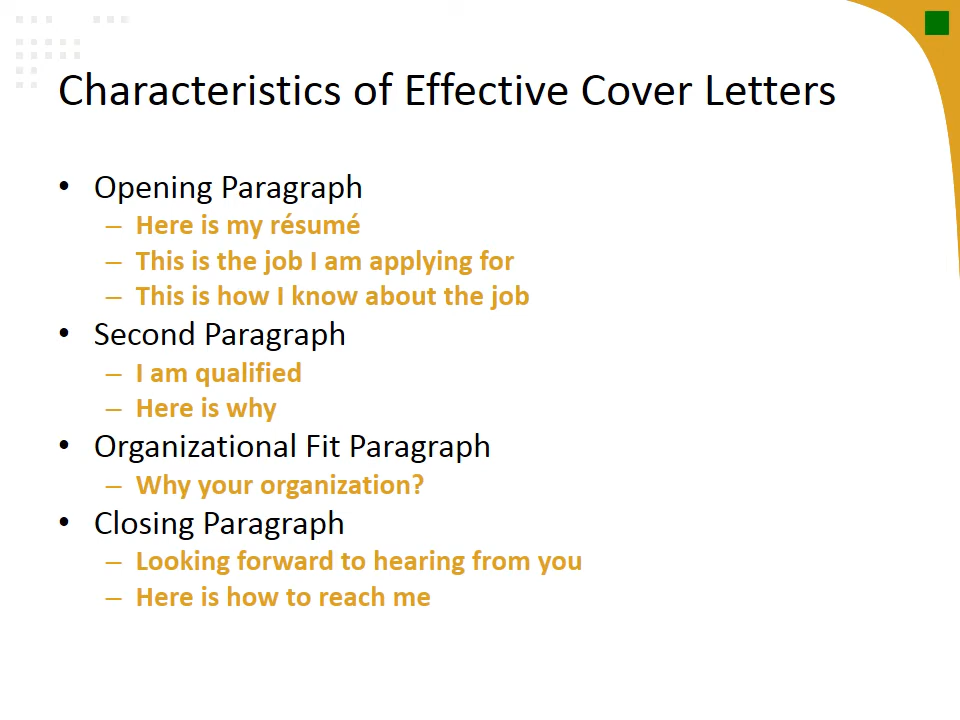 Characteristics of Effective Cover Letters
• Opening Paragraph
– Here is my résumé
– This is the job I am applying for
– This is how I know about the job
• Second Paragraph
– I am qualified
– Here is why
• Organizational Fit Paragraph
– Why your organization?
• Closing Paragraph
– Looking forward to hearing from you
– Here is how to reach me